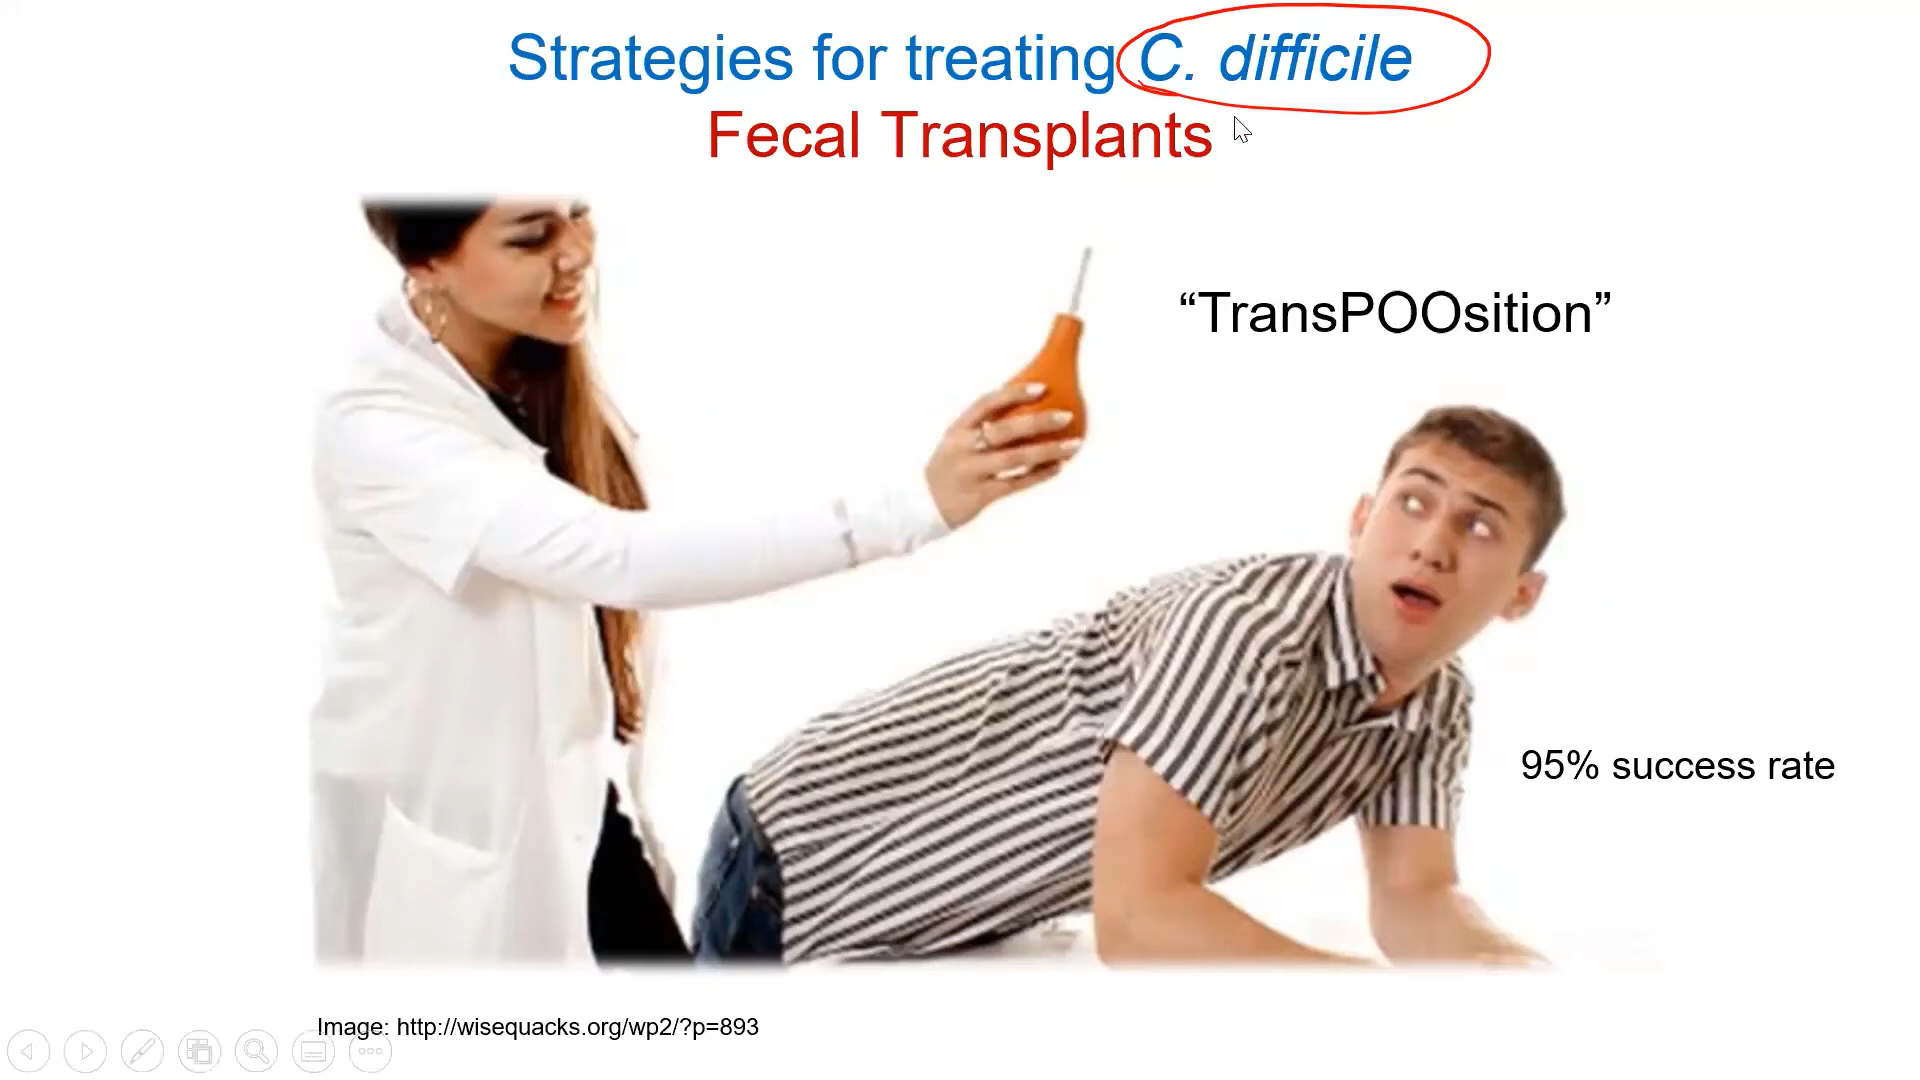 Strategies for treating C. difficile
Fecal Transplants
“TransPOOsition”
95% success rate
Image: http://wisequacks.org/wp2/?p=893